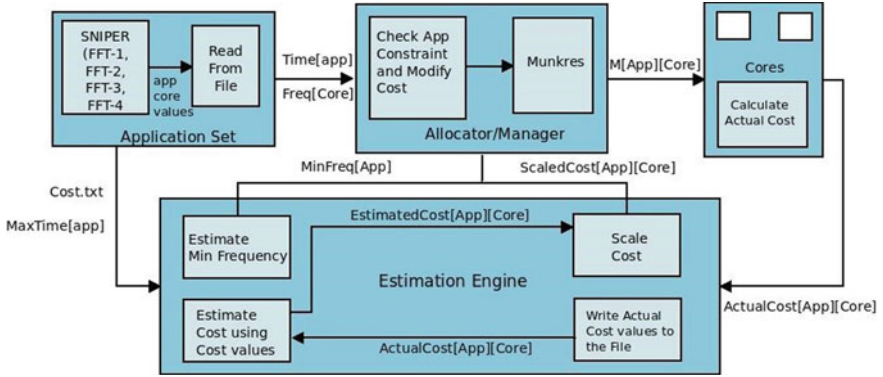 SNIPER
(FFT-1,
FFT-2,
FFT-3,
FFT-4
app
core
values
Read
From
File
Application Set
Time[app]
Freq[Core]
Check App
Constraint
and Modify
Cost
Munkres
Allocator/Manager
M[App][Core]
Cores
Calculate
Actual Cost
Cost.txt
MaxTime[app]
MinFreq[App]
ScaledCost[App][Core]
Estimate
Min Frequency
EstimatedCost[App][Core]
Scale
Cost
Estimation Engine
Estimate
Cost using
Cost values
ActualCost[App][Core]
Write Actual
Cost values to
the File
ActualCost[App][Core]